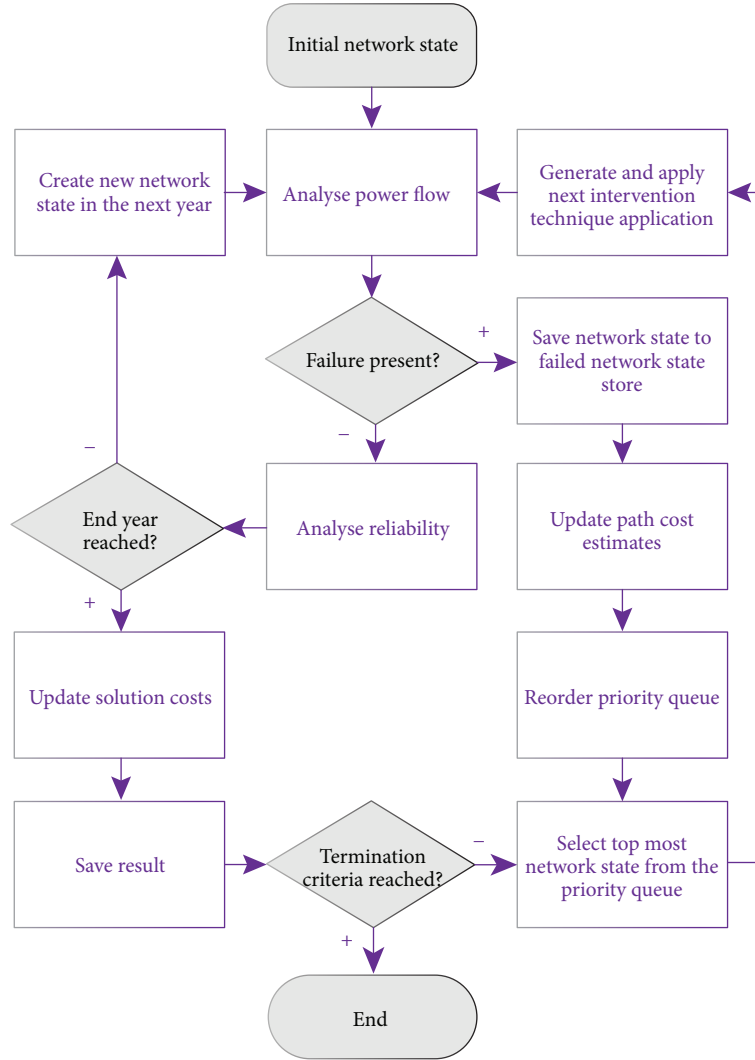 Initial network state
Create new network
state in the next year
Analyse power flow
Generate and apply
next intervention
technique application
Failure present?
+
Save network state to
failed network state
store
−
−
End year
reached?
Analyse reliability
Update path cost
estimates
+
Update solution costs
Reorder priority queue
Save result
Termination
criteria reached?
−
Select top most
network state from the
priority queue
+
End